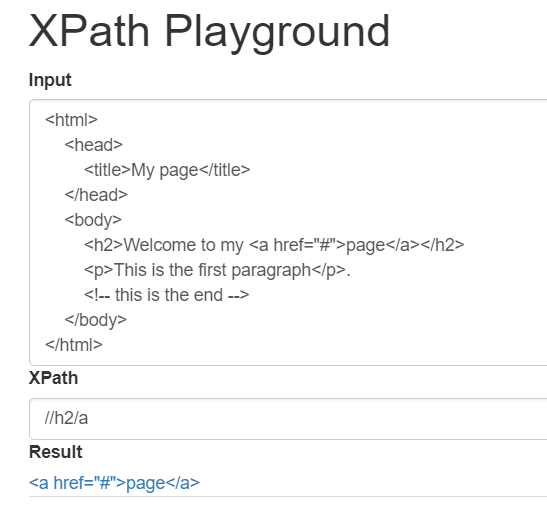 XPath Playground
Input
<html>
<head>
<title>My page</title>
</head>
<body>
<h2>Welcome to my <a href="#">page</a></h2>
<p>This is the first paragraph</p>.
<!-- this is the end -->
</body>
</html>
XPath
//h2/a
Result
<a href="#">page</a>